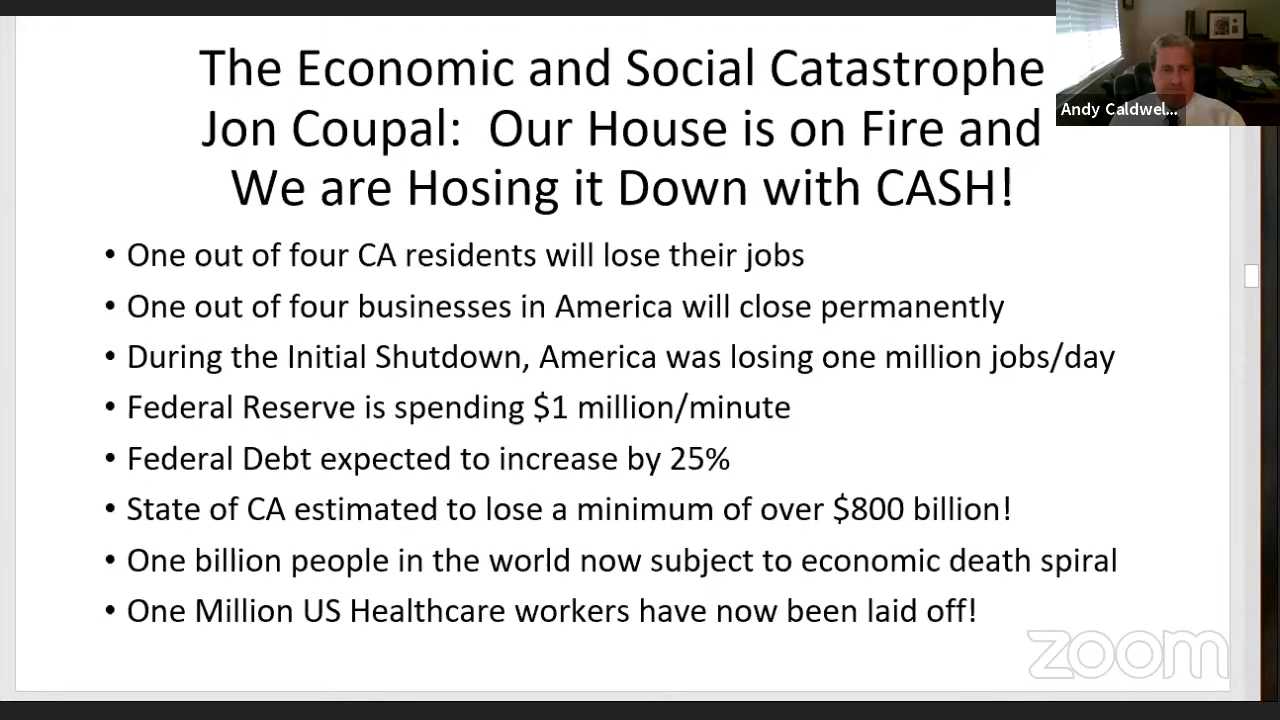 The Economic and Social Catastrophe
Jon Coupal: Our House is on Fire and
We are Hosing it Down with CASH!
Andy Caldwel...
• One out of four CA residents will lose their jobs
• One out of four businesses in America will close permanently
• During the Initial Shutdown, America was losing one million jobs/day
• Federal Reserve is spending $1 million/minute
• Federal Debt expected to increase by 25%
• State of CA estimated to lose a minimum of over $800 billion!
• One billion people in the world now subject to economic death spiral
• One Million US Healthcare workers have now been laid off!
zoom